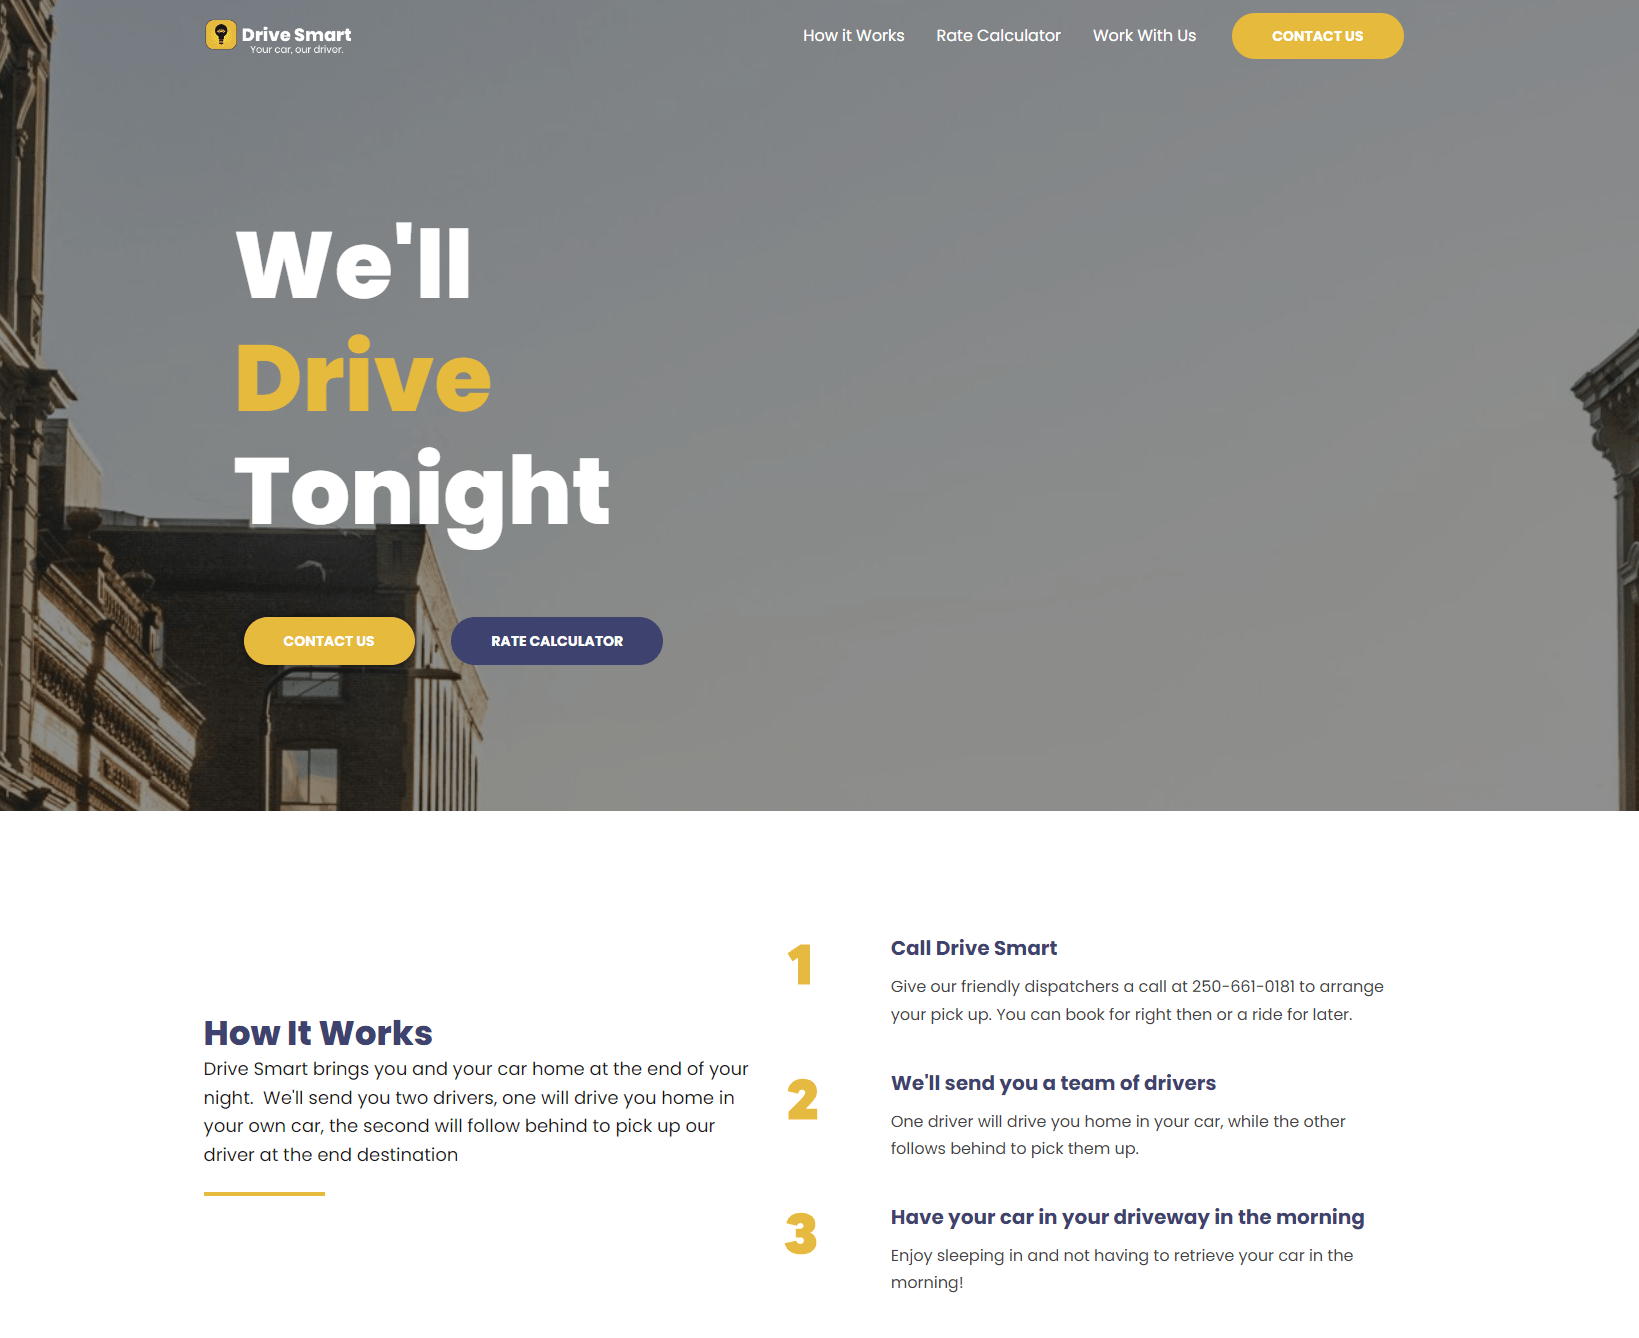 Drive Smart
Your car, our driver.
How it Works
Rate Calculator
Work With Us
CONTACT US
We'll
Drive
Tonight
CONTACT US
RATE CALCULATOR
How It Works
Drive Smart brings you and your car home at the end of your
night.  We'll send you two drivers, one will drive you home in
your own car, the second will follow behind to pick up our
driver at the end destination
1
Call Drive Smart
Give our friendly dispatchers a call at 250-661-0181 to arrange
your pick up. You can book for right then or a ride for later.
2
We'll send you a team of drivers
One driver will drive you home in your car, while the other
follows behind to pick them up.
3
Have your car in your driveway in the morning
Enjoy sleeping in and not having to retrieve your car in the
morning!